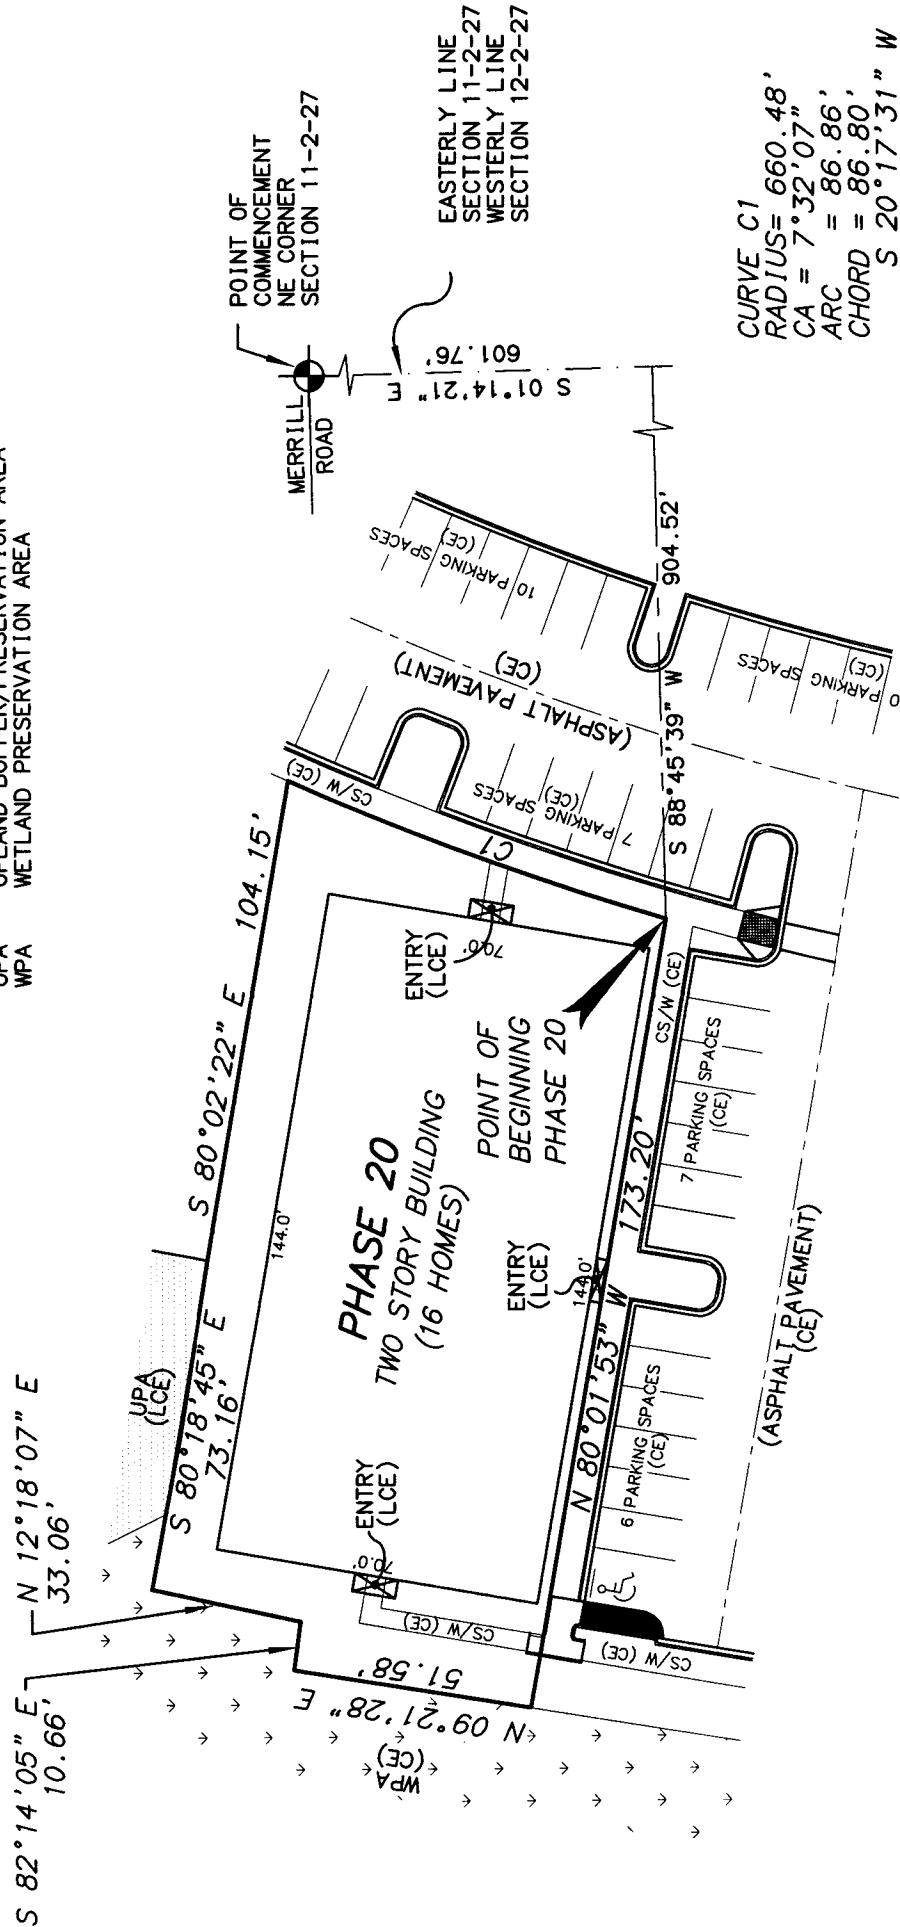 UPLAND BUFFER/PRESERVATION AREA
WPA WETLAND PRESERVATION AREA
POINT OF
COMMENCEMENT
NE CORNER
SECTION 11-2-27
MERRILL
ROAD
EASTERLY LINE
SECTION 11-2-27
WESTERLY LINE
SECTION 12-2-27
S 01°14'21" E
601.76'
CURVE C1
RADIUS= 660.48'
CA = 7°32'07"
ARC = 86.86'
CHORD = 86.80'
S 20°17'31" W
904.52'
S 88°45'39" W
10 PARKING SPACES
(CE)
(ASPHALT PAVEMENT)
(CE)
0 PARKING SPACES
(CE)
7 PARKING SPACES
(CE)
CS/W (CE)
C1
S 80°02'22" E 104.15'
ENTRY
(LCE)
70.0'
144.0'
PHASE 20
TWO STORY BUILDING
(16 HOMES)
POINT OF
BEGINNING
PHASE 20
UPA
(LCE)
S 80°18'45" E
73.16'
ENTRY
(LCE)
144.0'
ENTRY
(LCE)
70.0'
N 80°01'53" W 173.20'
CS/W (CE)
7 PARKING SPACES
(CE)
6 PARKING SPACES
(CE)
(ASPHALT PAVEMENT)
(CE)
CS/W (CE)
CS/W (CE)
N 12°18'07" E
33.06'
S 82°14'05" E
10.66'
51.58'
N 09°21'28" E
WPA
(CE)